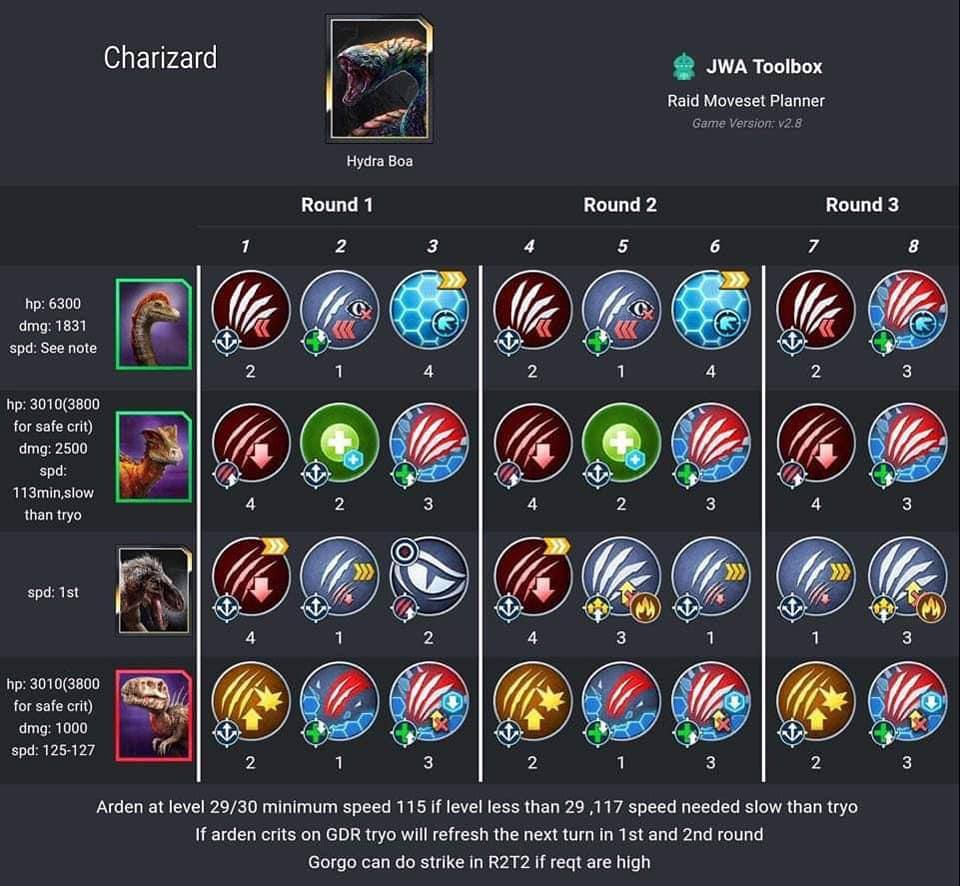 Charizard
JWA Toolbox
Raid Moveset Planner
Game Version: v2.8
Hydra Boa
Round 1 Round 2 Round 3
1 2 3 4 5 6 7 8
hp: 6300
dmg: 1831
spd: See note
2 1 4 2 1 4 2 3
hp: 3010(3800
for safe crit)
dmg: 2500
spd:
113min,slow
than tryo
4 2 3 4 2 3 4 3
spd: 1st
4 1 2 4 3 1 1 3
hp: 3010(3800
for safe crit)
dmg: 1000
spd: 125-127
2 1 3 2 1 3 2 3
Arden at level 29/30 minimum speed 115 if level less than 29 ,117 speed needed slow than tryo
If arden crits on GDR tryo will refresh the next turn in 1st and 2nd round
Gorgo can do strike in R2T2 if reqt are high